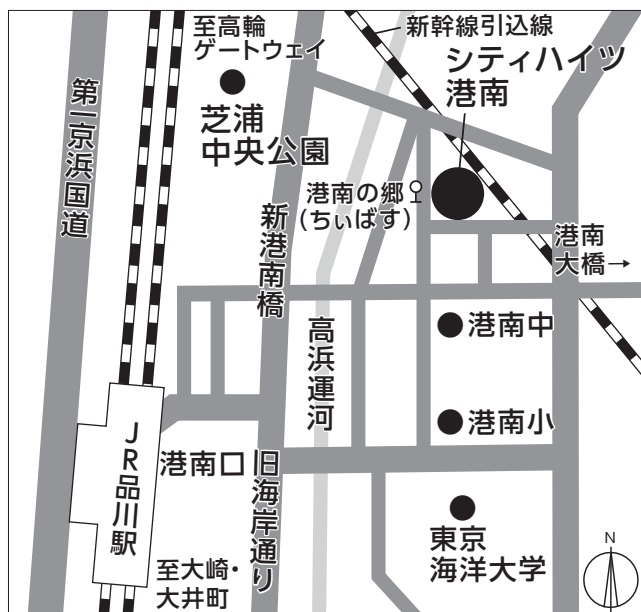 至高輪
ゲートウェイ
新幹線引込線
シティハイツ
港南
芝浦
中央公園
第一京浜国道
港南の郷
(ちぃばす)
新港南橋
港南
大橋→
高浜運河
港南中
港南小
JR品川駅
港南口
旧海岸通り
東京
海洋大学
至大崎・
大井町
N